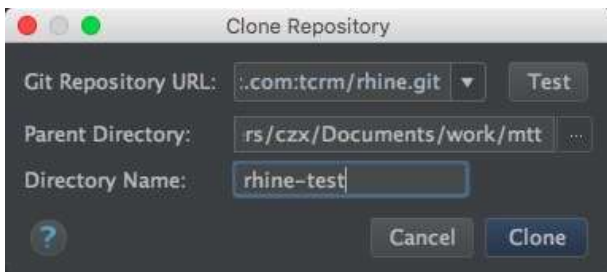 Clone Repository
Git Repository URL: :.com:tcrm/rhine.git Test
Parent Directory: rs/czx/Documents/work/mtt ...
Directory Name: rhine-test
? Cancel Clone